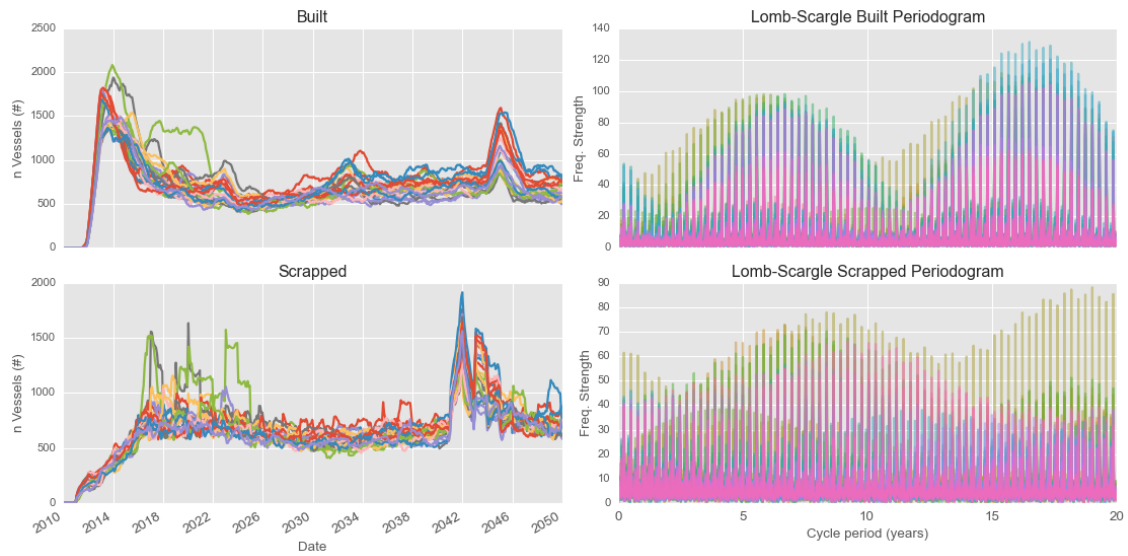 Built
n Vessels (#)
2500
2000
1500
1000
500
0
Lomb-Scargle Built Periodogram
Freq. Strength
140
120
100
80
60
40
20
0
Scrapped
n Vessels (#)
2000
1500
1000
500
0
2010 2014 2018 2022 2026 2030 2034 2038 2042 2046 2050
Date
Lomb-Scargle Scrapped Periodogram
Freq. Strength
90
80
70
60
50
40
30
20
10
0
0 5 10 15 20
Cycle period (years)